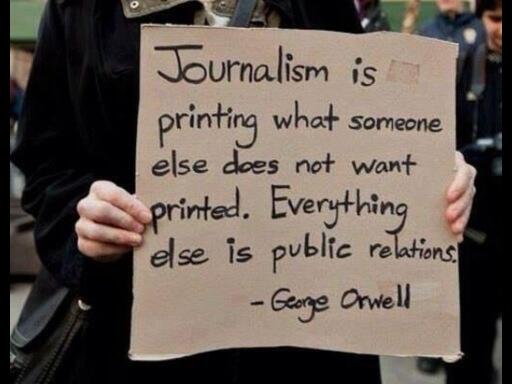 Journalism is
printing what someone
else does not want
printed. Everything
else is public relations.
- George Orwell